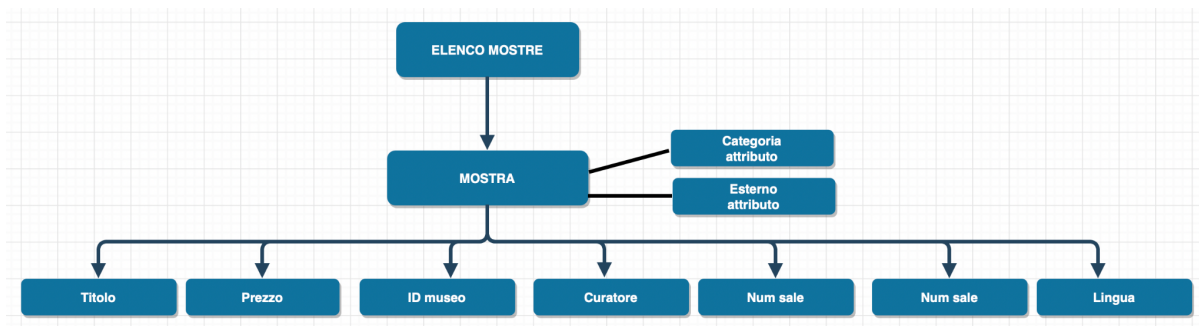 ELENCO MOSTRE
Categoria
attributo
MOSTRA
Esterno
attributo
Titolo
Prezzo
ID museo
Curatore
Num sale
Num sale
Lingua